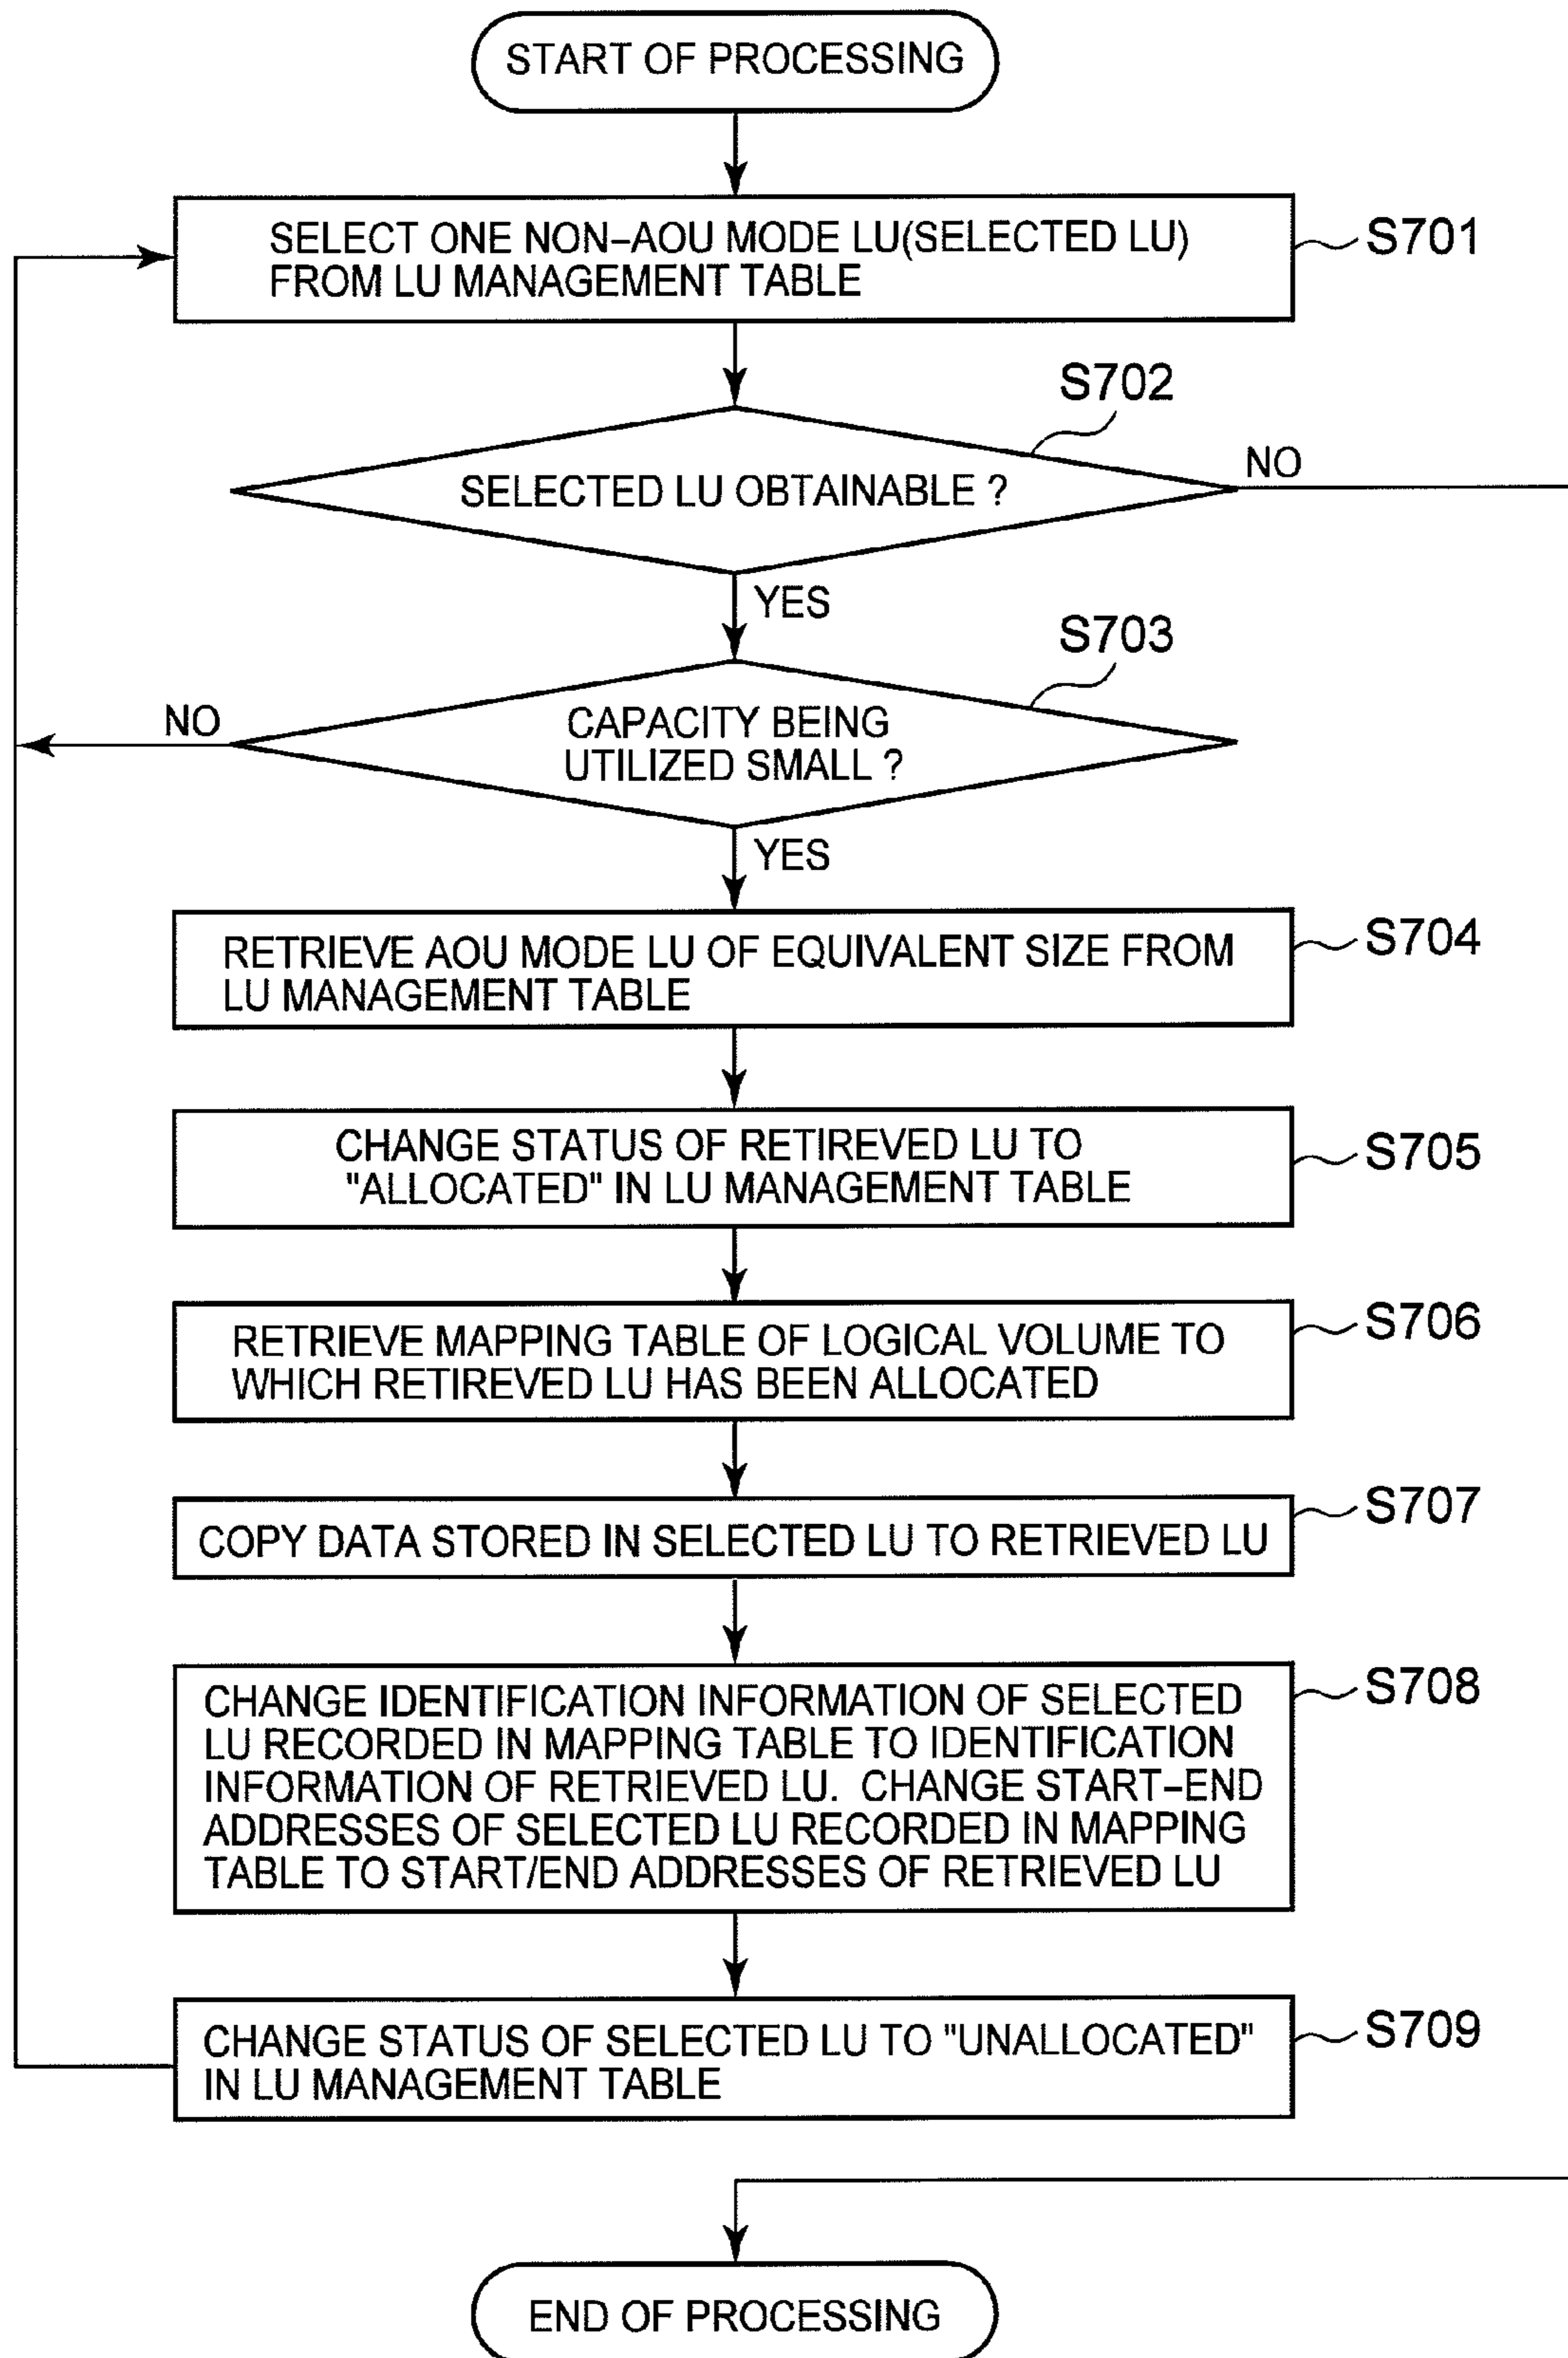 START OF PROCESSING
SELECT ONE NON-AOU MODE LU(SELECTED LU)
FROM LU MANAGEMENT TABLE
S701
S702
SELECTED LU OBTAINABLE ?
NO
YES
S703
CAPACITY BEING
UTILIZED SMALL ?
NO
YES
RETRIEVE AOU MODE LU OF EQUIVALENT SIZE FROM
LU MANAGEMENT TABLE
S704
CHANGE STATUS OF RETIREVED LU TO
"ALLOCATED" IN LU MANAGEMENT TABLE
S705
RETRIEVE MAPPING TABLE OF LOGICAL VOLUME TO
WHICH RETIREVED LU HAS BEEN ALLOCATED
S706
COPY DATA STORED IN SELECTED LU TO RETRIEVED LU
S707
CHANGE IDENTIFICATION INFORMATION OF SELECTED
LU RECORDED IN MAPPING TABLE TO IDENTIFICATION
INFORMATION OF RETRIEVED LU. CHANGE START-END
ADDRESSES OF SELECTED LU RECORDED IN MAPPING
TABLE TO START/END ADDRESSES OF RETRIEVED LU
S708
CHANGE STATUS OF SELECTED LU TO "UNALLOCATED"
IN LU MANAGEMENT TABLE
S709
END OF PROCESSING